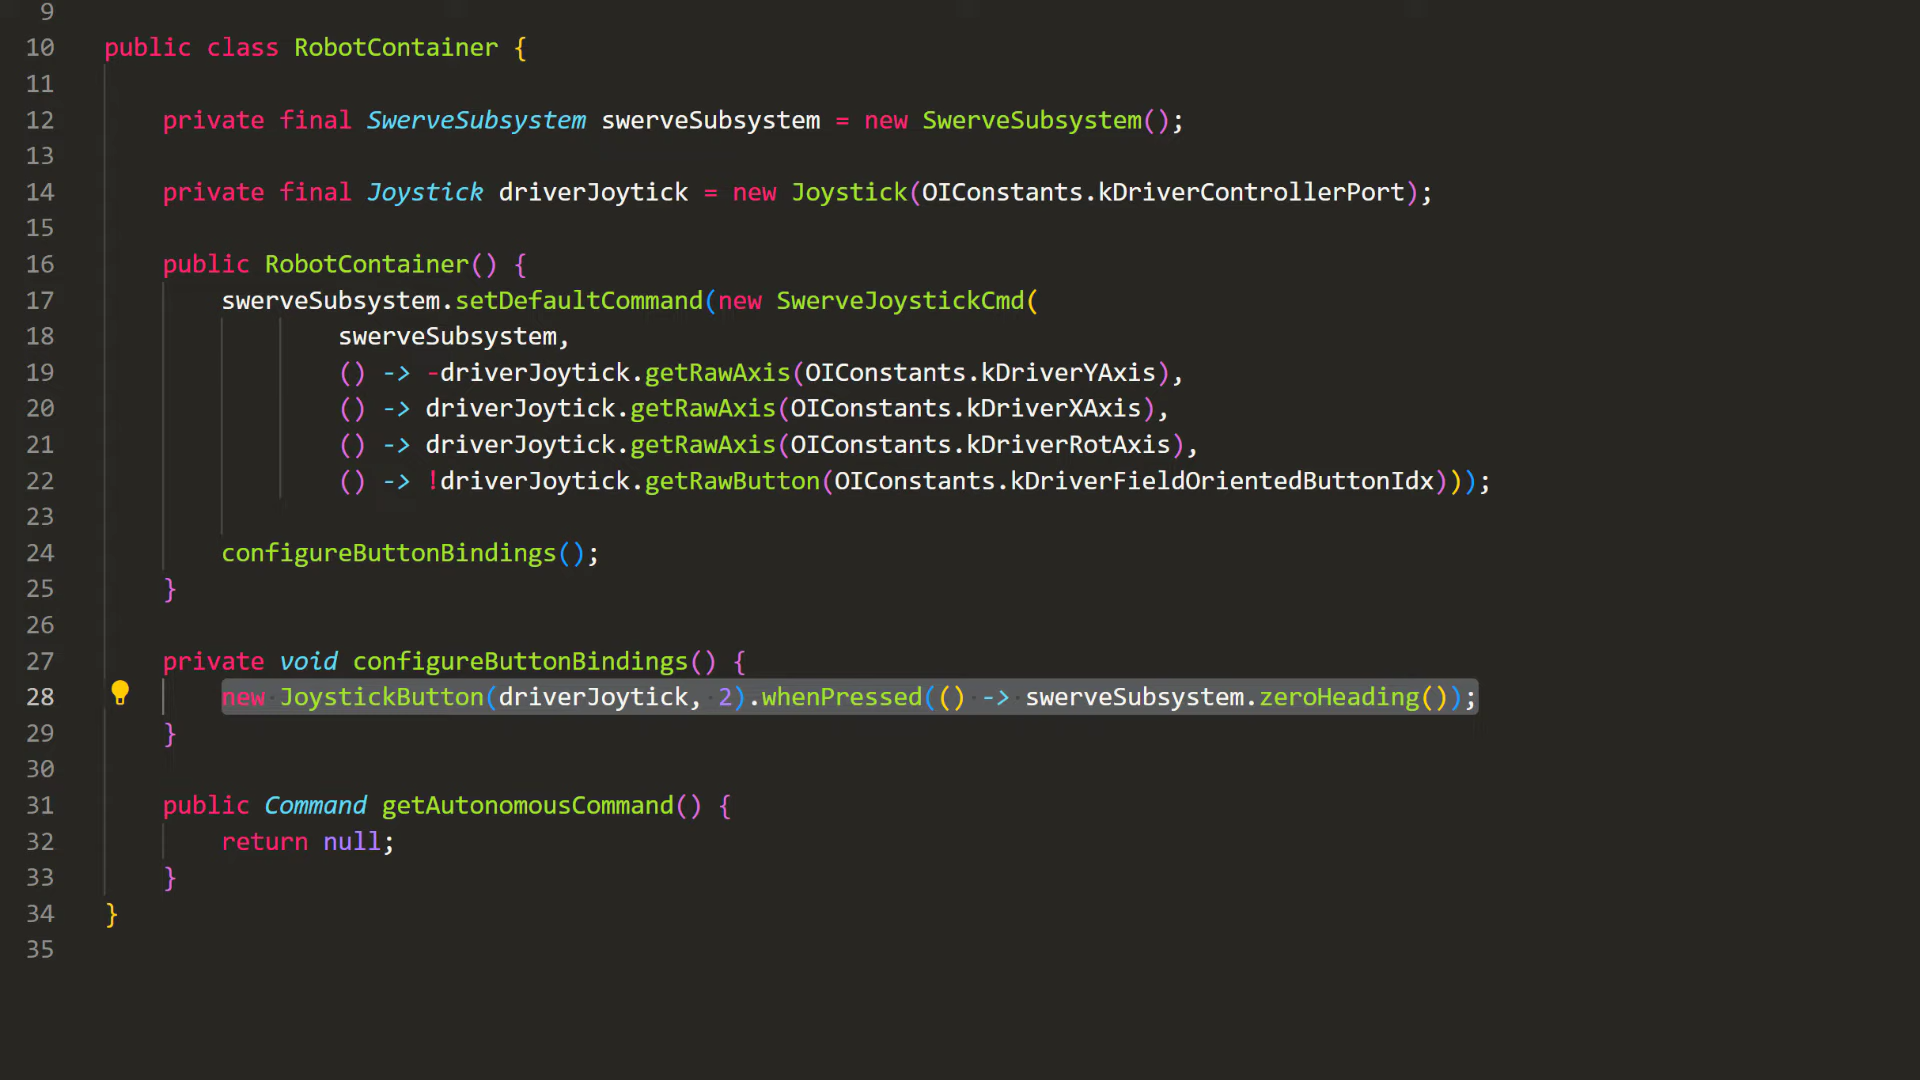 9
10 public class RobotContainer {
11
12 private final SwerveSubsystem swerveSubsystem = new SwerveSubsystem();
13
14 private final Joystick driverJoytick = new Joystick(OIConstants.kDriverControllerPort);
15
16 public RobotContainer() {
17 swerveSubsystem.setDefaultCommand(new SwerveJoystickCmd(
18 swerveSubsystem,
19 () -> -driverJoytick.getRawAxis(OIConstants.kDriverYAxis),
20 () -> driverJoytick.getRawAxis(OIConstants.kDriverXAxis),
21 () -> driverJoytick.getRawAxis(OIConstants.kDriverRotAxis),
22 () -> !driverJoytick.getRawButton(OIConstants.kDriverFieldOrientedButtonIdx)));
23
24 configureButtonBindings();
25 }
26
27 private void configureButtonBindings() {
28 new JoystickButton(driverJoytick, 2).whenPressed(() -> swerveSubsystem.zeroHeading());
29 }
30
31 public Command getAutonomousCommand() {
32 return null;
33 }
34 }
35